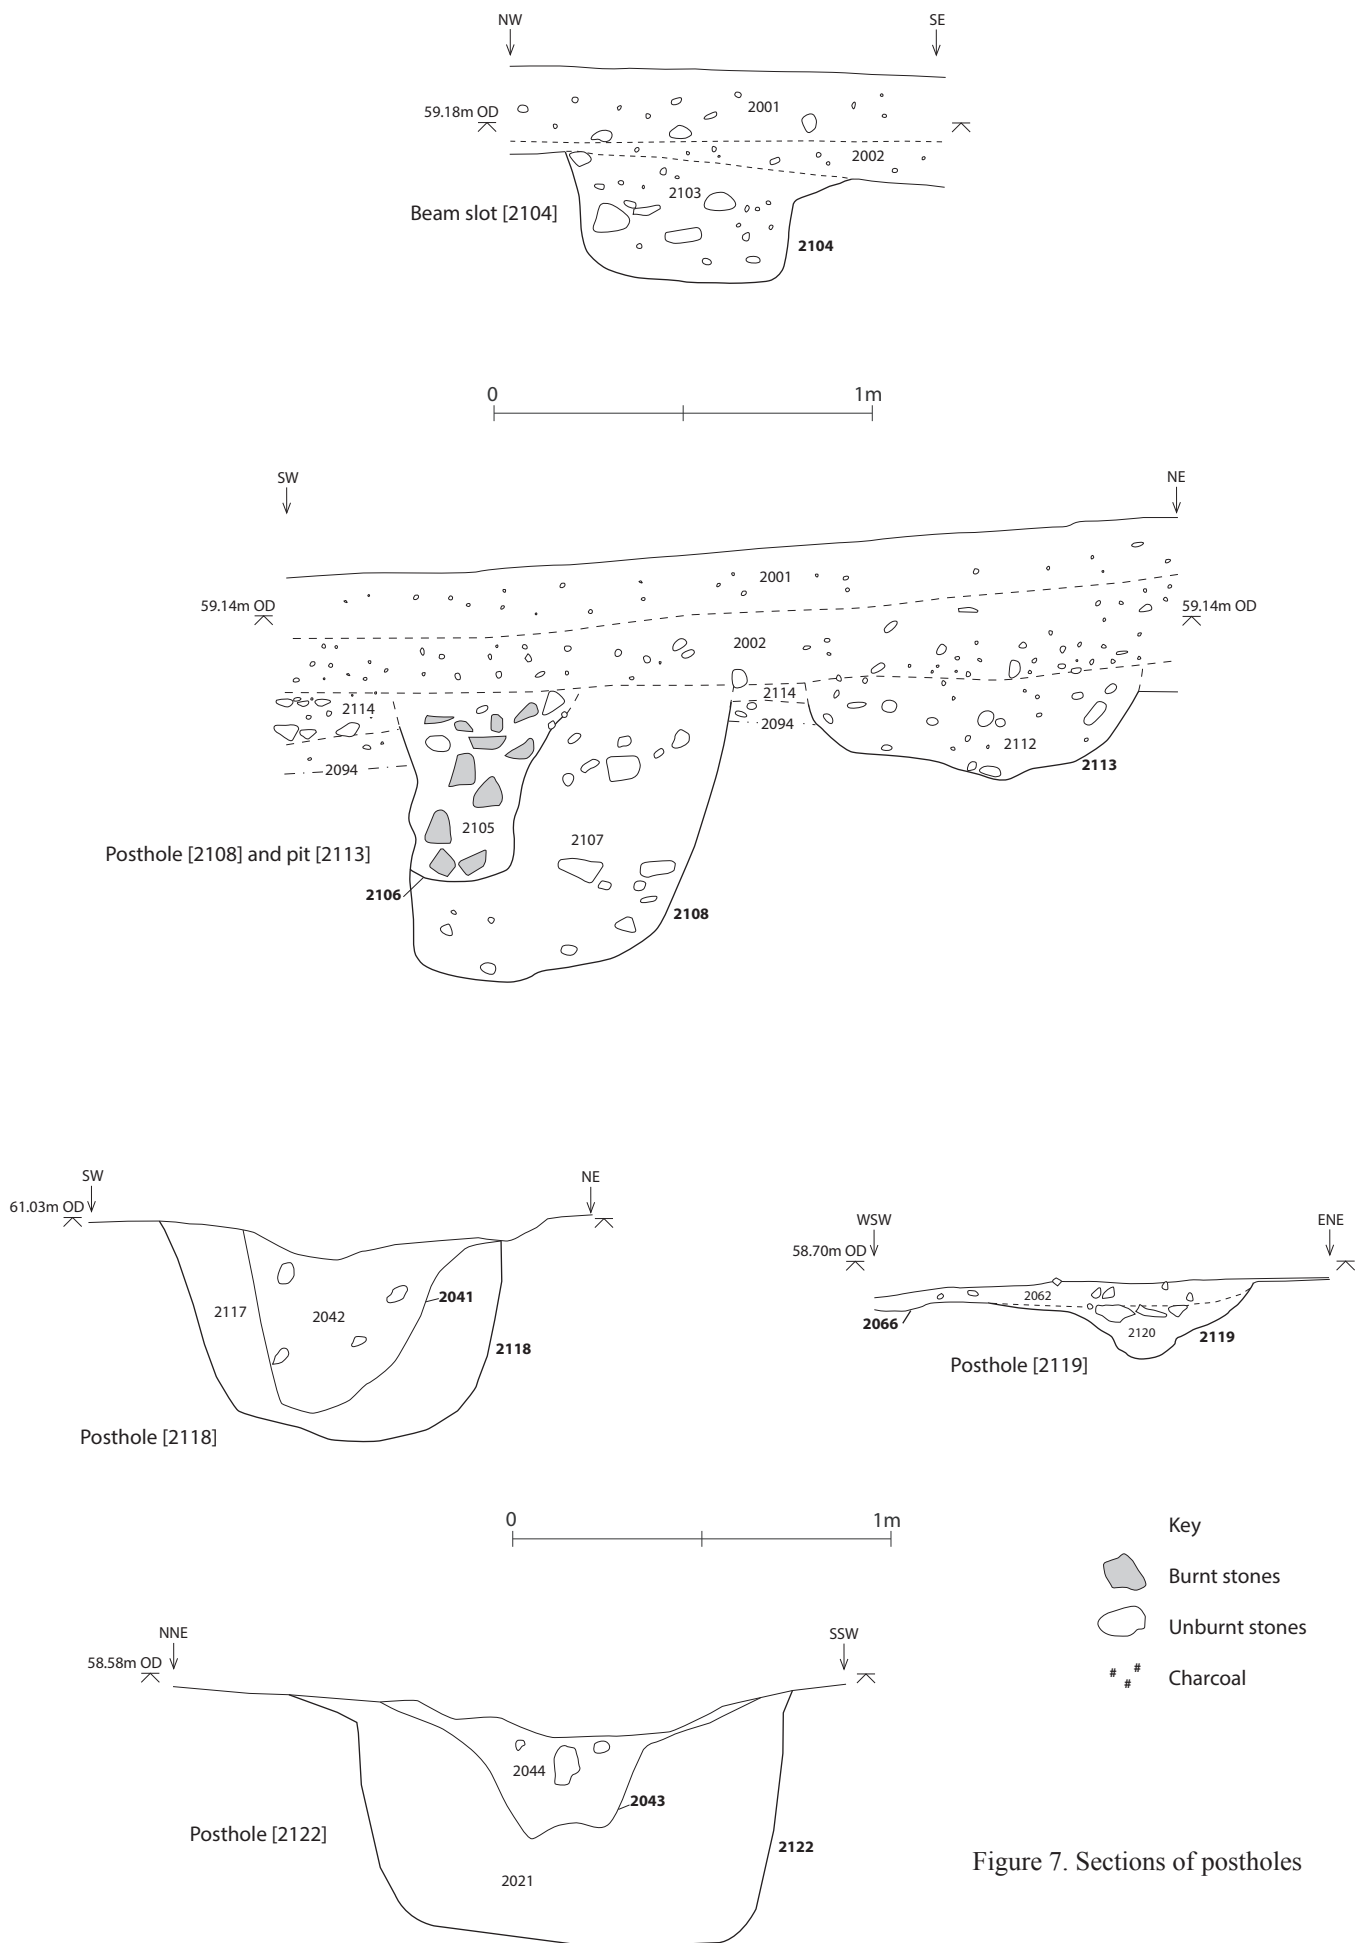 NW SE
59.18m OD
2001
2002
2103
Beam slot [2104]
2104
0 1m
SW NE
2001
59.14m OD 59.14m OD
2002
2114
2114
2094
2112
2094
2113
2105
2107
Posthole [2108] and pit [2113]
2106
2108
SW NE
61.03m OD
2041
2117 2042
2118
Posthole [2118]
WSW ENE
58.70m OD
2062
2066
2120 2119
Posthole [2119]
0 1m
Key
Burnt stones
Unburnt stones
# # # Charcoal
NNE SSW
58.58m OD
2044
2043
Posthole [2122]
2122
2021
Figure 7. Sections of postholes